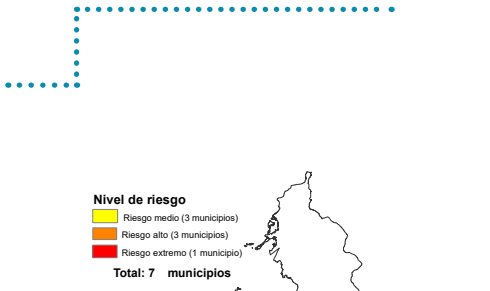 Nivel de riesgo
Riesgo medio (3 municipios)
Riesgo alto (3 municipios)
Riesgo extremo (1 municipio)
Total: 7 municipios